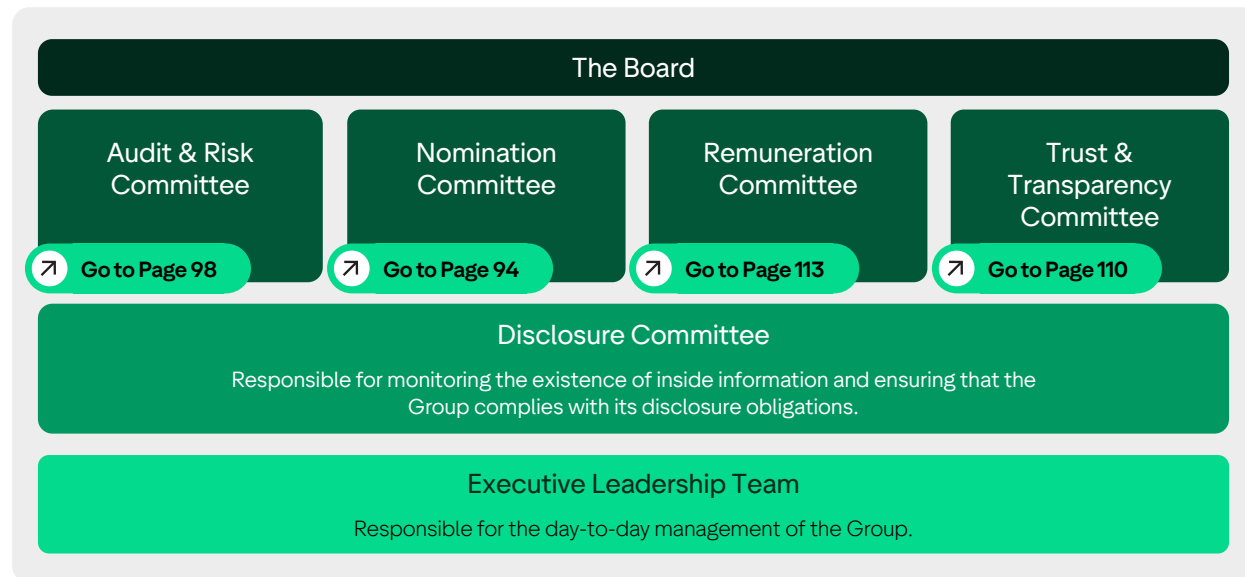 The Board
Audit & Risk
Committee
Go to Page 98
Nomination
Committee
Go to Page 94
Remuneration
Committee
Go to Page 113
Trust &
Transparency
Committee
Go to Page 110
Disclosure Committee
Responsible for monitoring the existence of inside information and ensuring that the
Group complies with its disclosure obligations.
Executive Leadership Team
Responsible for the day-to-day management of the Group.